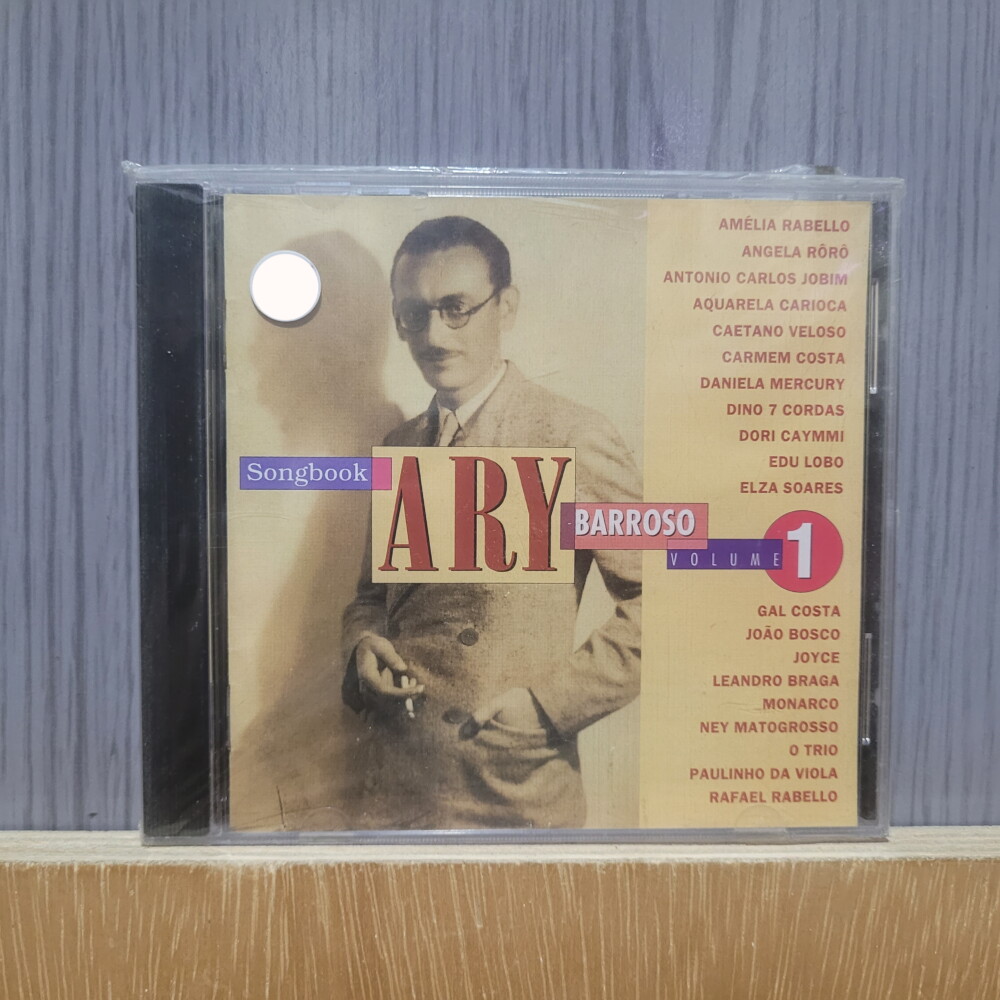 AMÉLIA RABELLO
ANGELA RÔRÔ
ANTONIO CARLOS JOBIM
AQUARELA CARIOCA
CAETANO VELOSO
CARMEM COSTA
DANIELA MERCURY
DINO 7 CORDAS
DORI CAYMMI
EDU LOBO
ELZA SOARES
Songbook
ARY
BARROSO
VOLUME 1
GAL COSTA
JOÃO BOSCO
JOYCE
LEANDRO BRAGA
MONARCO
NEY MATOGROSSO
O TRIO
PAULINHO DA VIOLA
RAFAEL RABELLO